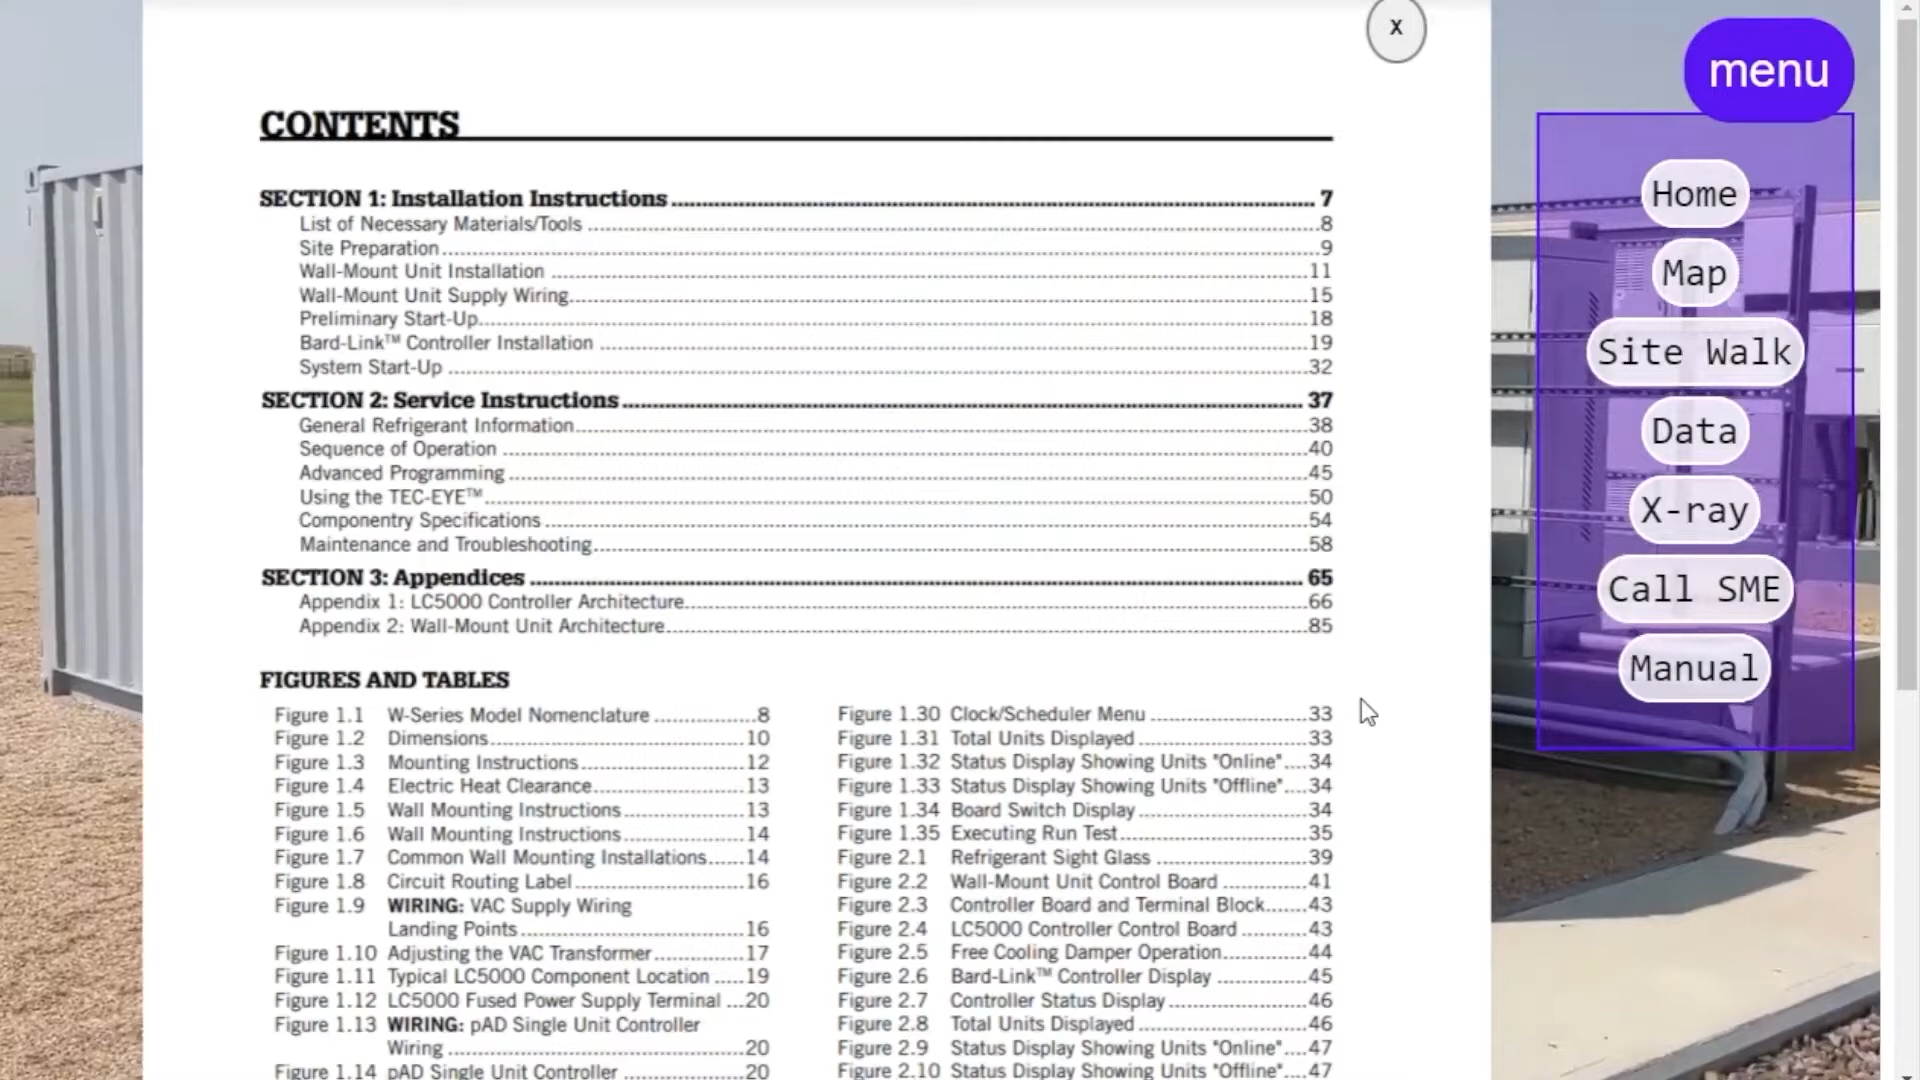 x
menu
CONTENTS
SECTION 1: Installation Instructions 7
List of Necessary Materials/Tools 8
Site Preparation 9
Wall-Mount Unit Installation 11
Wall-Mount Unit Supply Wiring 15
Preliminary Start-Up 18
Bard-Link™ Controller Installation 19
System Start-Up 32
SECTION 2: Service Instructions 37
General Refrigerant Information 38
Sequence of Operation 40
Advanced Programming 45
Using the TEC-EYE™ 50
Componentry Specifications 54
Maintenance and Troubleshooting 58
SECTION 3: Appendices 65
Appendix 1: LC5000 Controller Architecture 66
Appendix 2: Wall-Mount Unit Architecture 85
FIGURES AND TABLES
Figure 1.1 W-Series Model Nomenclature 8
Figure 1.2 Dimensions 10
Figure 1.3 Mounting Instructions 12
Figure 1.4 Electric Heat Clearance 13
Figure 1.5 Wall Mounting Instructions 13
Figure 1.6 Wall Mounting Instructions 14
Figure 1.7 Common Wall Mounting Installations 14
Figure 1.8 Circuit Routing Label 16
Figure 1.9 WIRING: VAC Supply Wiring
Landing Points 16
Figure 1.10 Adjusting the VAC Transformer 17
Figure 1.11 Typical LC5000 Component Location 19
Figure 1.12 LC5000 Fused Power Supply Terminal 20
Figure 1.13 WIRING: pAD Single Unit Controller
Wiring 20
Figure 1.14 pAD Single Unit Controller 20
Figure 1.30 Clock/Scheduler Menu 33
Figure 1.31 Total Units Displayed 33
Figure 1.32 Status Display Showing Units "Online" 34
Figure 1.33 Status Display Showing Units "Offline" 34
Figure 1.34 Board Switch Display 34
Figure 1.35 Executing Run Test 35
Figure 2.1 Refrigerant Sight Glass 39
Figure 2.2 Wall-Mount Unit Control Board 41
Figure 2.3 Controller Board and Terminal Block 43
Figure 2.4 LC5000 Controller Control Board 43
Figure 2.5 Free Cooling Damper Operation 44
Figure 2.6 Bard-Link™ Controller Display 45
Figure 2.7 Controller Status Display 46
Figure 2.8 Total Units Displayed 46
Figure 2.9 Status Display Showing Units "Online" 47
Figure 2.10 Status Display Showing Units "Offline" 47
Home
Map
Site Walk
Data
X-ray
Call SME
Manual